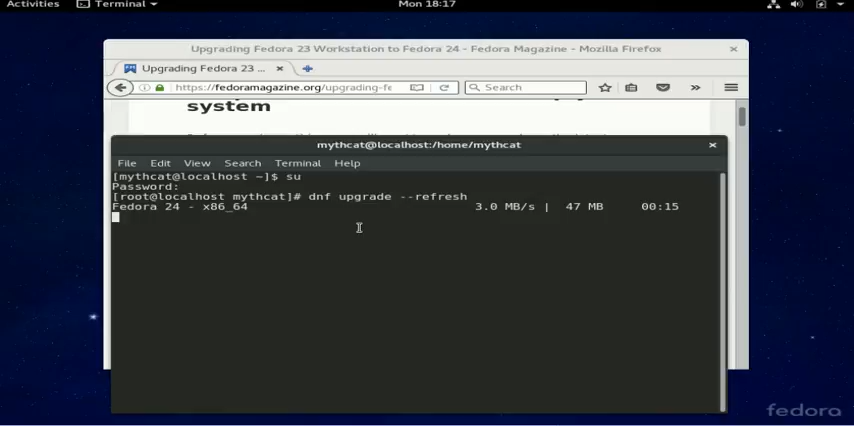 Activities Terminal Mon 18:17
Upgrading Fedora 23 Workstation to Fedora 24 - Fedora Magazine - Mozilla Firefox
Upgrading Fedora 23 ...
https://fedoramagazine.org/upgrading-fe Search
system
mythcat@localhost:/home/mythcat
File Edit View Search Terminal Help
[mythcat@localhost ~]$ su
Password:
[root@localhost mythcat]# dnf upgrade --refresh
Fedora 24 - x86_64 3.0 MB/s | 47 MB 00:15
fedora